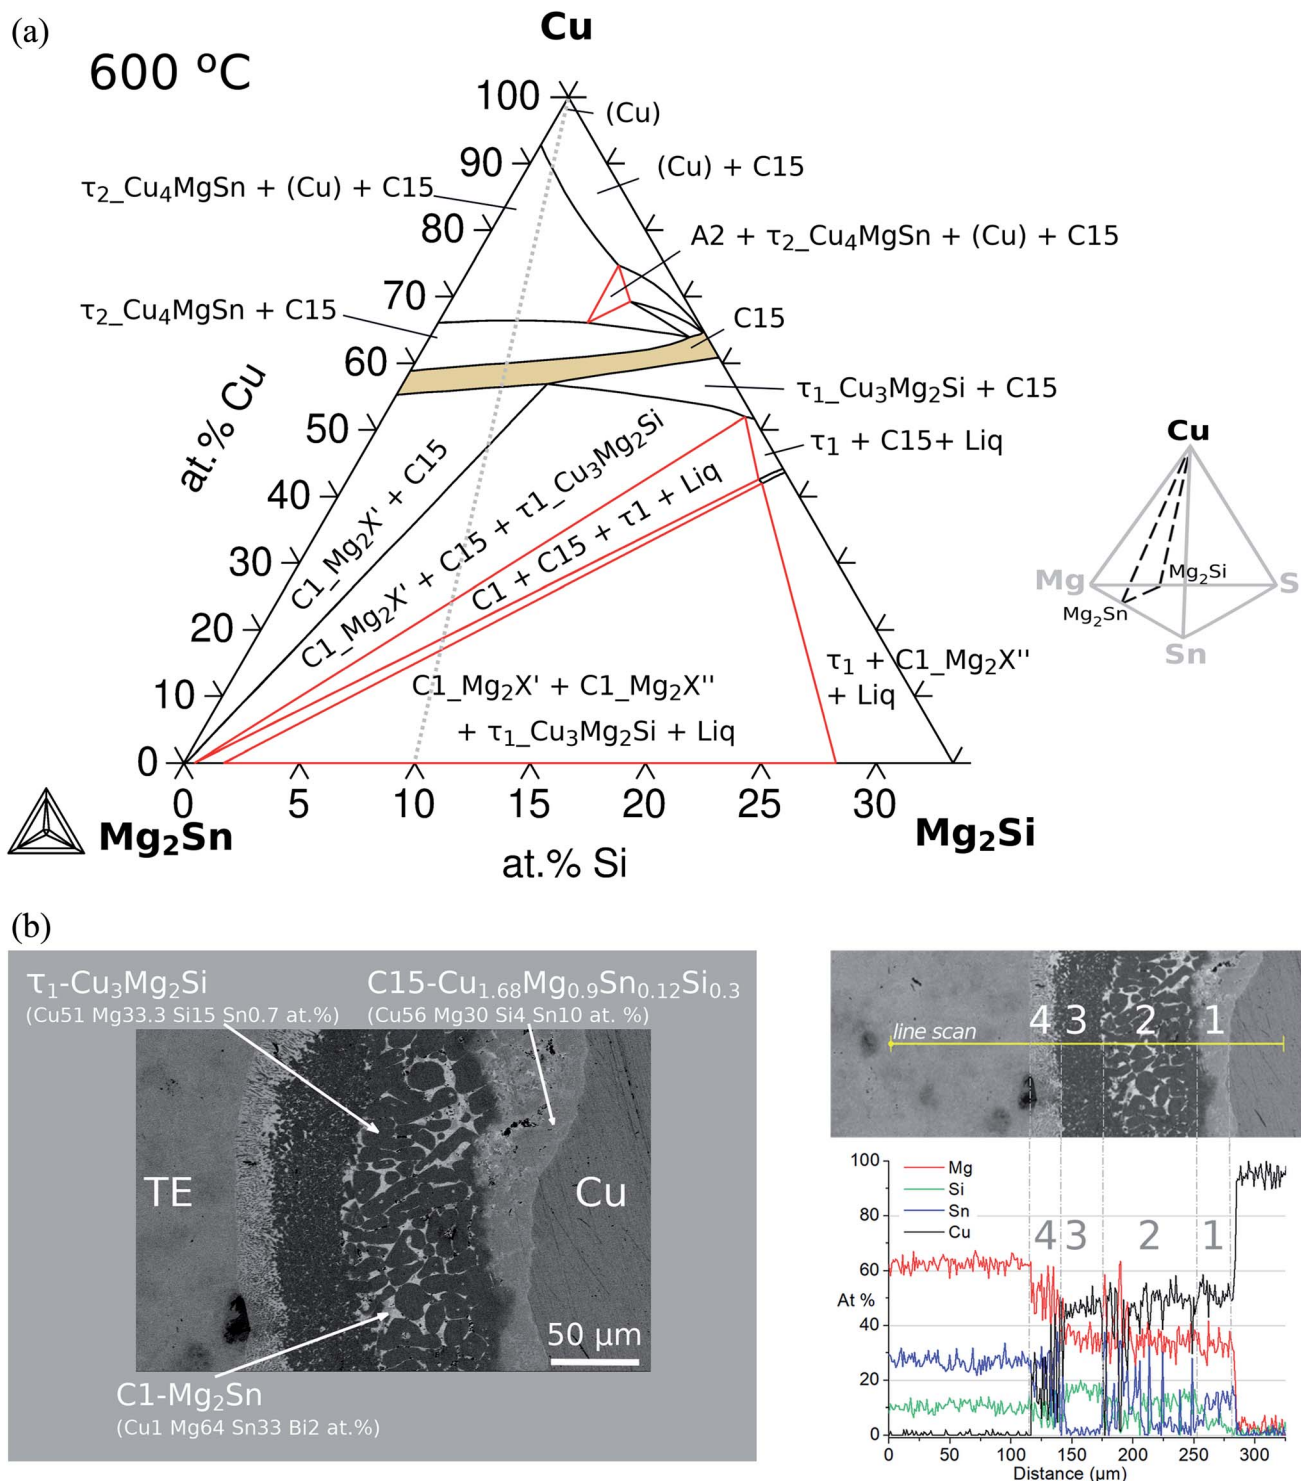 (a)
600 ºC
Cu
100
90
80
70
60
50
40
30
20
10
0
at.% Cu
(Cu)
(Cu) + C15
τ₂_Cu₄MgSn + (Cu) + C15
A2 + τ₂_Cu₄MgSn + (Cu) + C15
τ₂_Cu₄MgSn + C15
C15
τ₁_Cu₃Mg₂Si + C15
τ₁ + C15+ Liq
C1_Mg₂X' + C15
C1_Mg₂X' + C15 + τ1_Cu₃Mg₂Si
C1 + C15 + τ1 + Liq
C1_Mg₂X' + C1_Mg₂X''
+ τ₁_Cu₃Mg₂Si + Liq
τ₁ + C1_Mg₂X''
+ Liq
0 5 10 15 20 25 30
Mg₂Sn
Mg₂Si
at.% Si
Cu
Mg
Mg₂Si
S
Mg₂Sn
Sn
(b)
τ₁-Cu₃Mg₂Si
(Cu51 Mg33.3 Si15 Sn0.7 at.%)
C15-Cu₁.₆₈Mg₀.₉Sn₀.₁₂Si₀.₃
(Cu56 Mg30 Si4 Sn10 at. %)
TE
Cu
50 µm
C1-Mg₂Sn
(Cu1 Mg64 Sn33 Bi2 at.%)
line scan
4 3 2 1
100
80
60
At %
40
20
0
Mg
Si
Sn
Cu
4 3 2 1
0 50 100 150 200 250 300
Distance (µm)